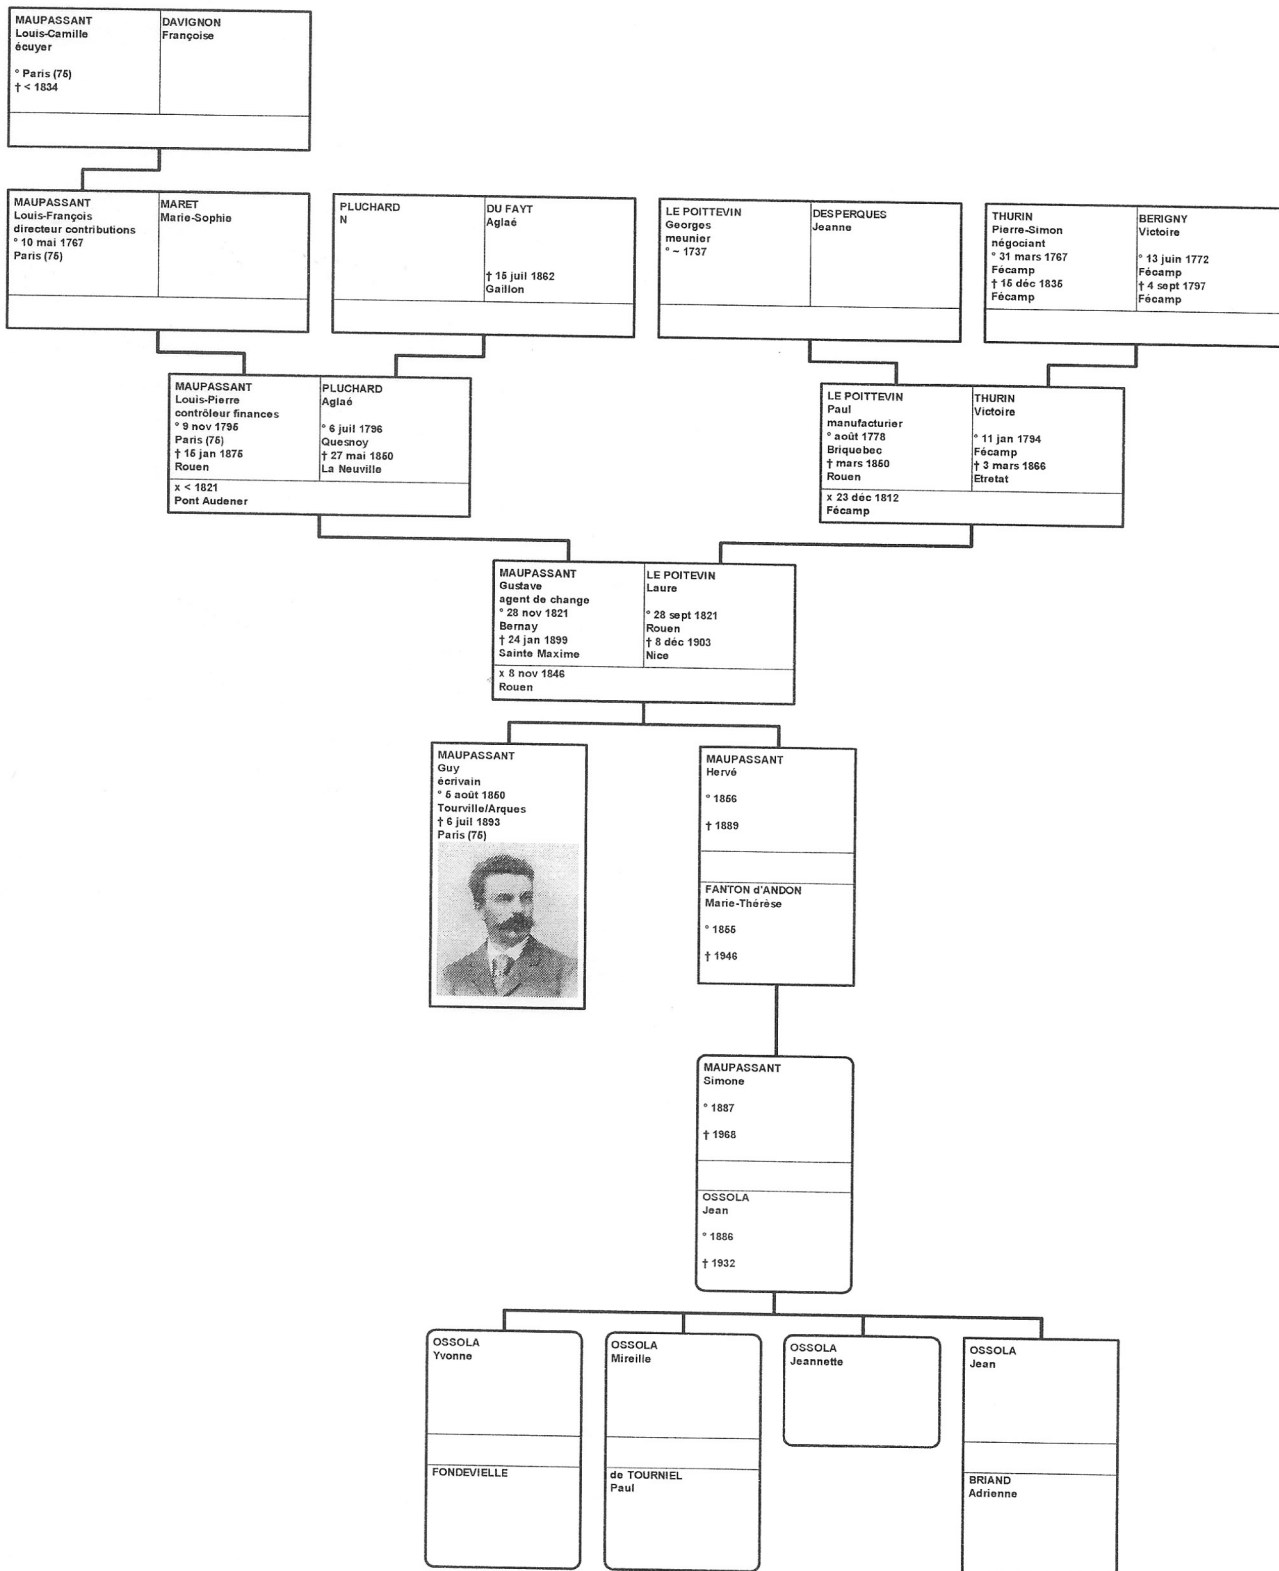 MAUPASSANT
Louis-Camille
écuyer
° Paris (75)
† < 1834
DAVIGNON
Françoise
MAUPASSANT
Louis-François
directeur contributions
° 10 mai 1767
Paris (75)
MARET
Marie-Sophie
PLUCHARD
N
DU FAYT
Aglaé
† 15 juil 1862
Gaillon
LE POITTEVIN
Georges
meunier
° ~ 1737
DESPERQUES
Jeanne
THURIN
Pierre-Simon
négociant
° 31 mars 1767
Fécamp
† 15 déc 1835
Fécamp
BERIGNY
Victoire
° 13 juin 1772
Fécamp
† 4 sept 1797
Fécamp
MAUPASSANT
Louis-Pierre
contrôleur finances
° 9 nov 1795
Paris (75)
† 15 jan 1875
Rouen
PLUCHARD
Aglaé
° 6 juil 1796
Quesnoy
† 27 mai 1850
La Neuville
x < 1821
Pont Audener
LE POITTEVIN
Paul
manufacturier
° août 1778
Briquebec
† mars 1850
Rouen
THURIN
Victoire
° 11 jan 1794
Fécamp
† 3 mars 1866
Etretat
x 23 déc 1812
Fécamp
MAUPASSANT
Gustave
agent de change
° 28 nov 1821
Bernay
† 24 jan 1899
Sainte Maxime
LE POITEVIN
Laure
° 28 sept 1821
Rouen
† 8 déc 1903
Nice
x 8 nov 1846
Rouen
MAUPASSANT
Guy
écrivain
° 5 août 1850
Tourville/Arques
† 6 juil 1893
Paris (75)
MAUPASSANT
Hervé
° 1856
† 1889
FANTON d'ANDON
Marie-Thérèse
° 1855
† 1946
MAUPASSANT
Simone
° 1887
† 1968
OSSOLA
Jean
° 1886
† 1932
OSSOLA
Yvonne
FONDEVIELLE
OSSOLA
Mireille
de TOURNIEL
Paul
OSSOLA
Jeannette
OSSOLA
Jean
BRIAND
Adrienne